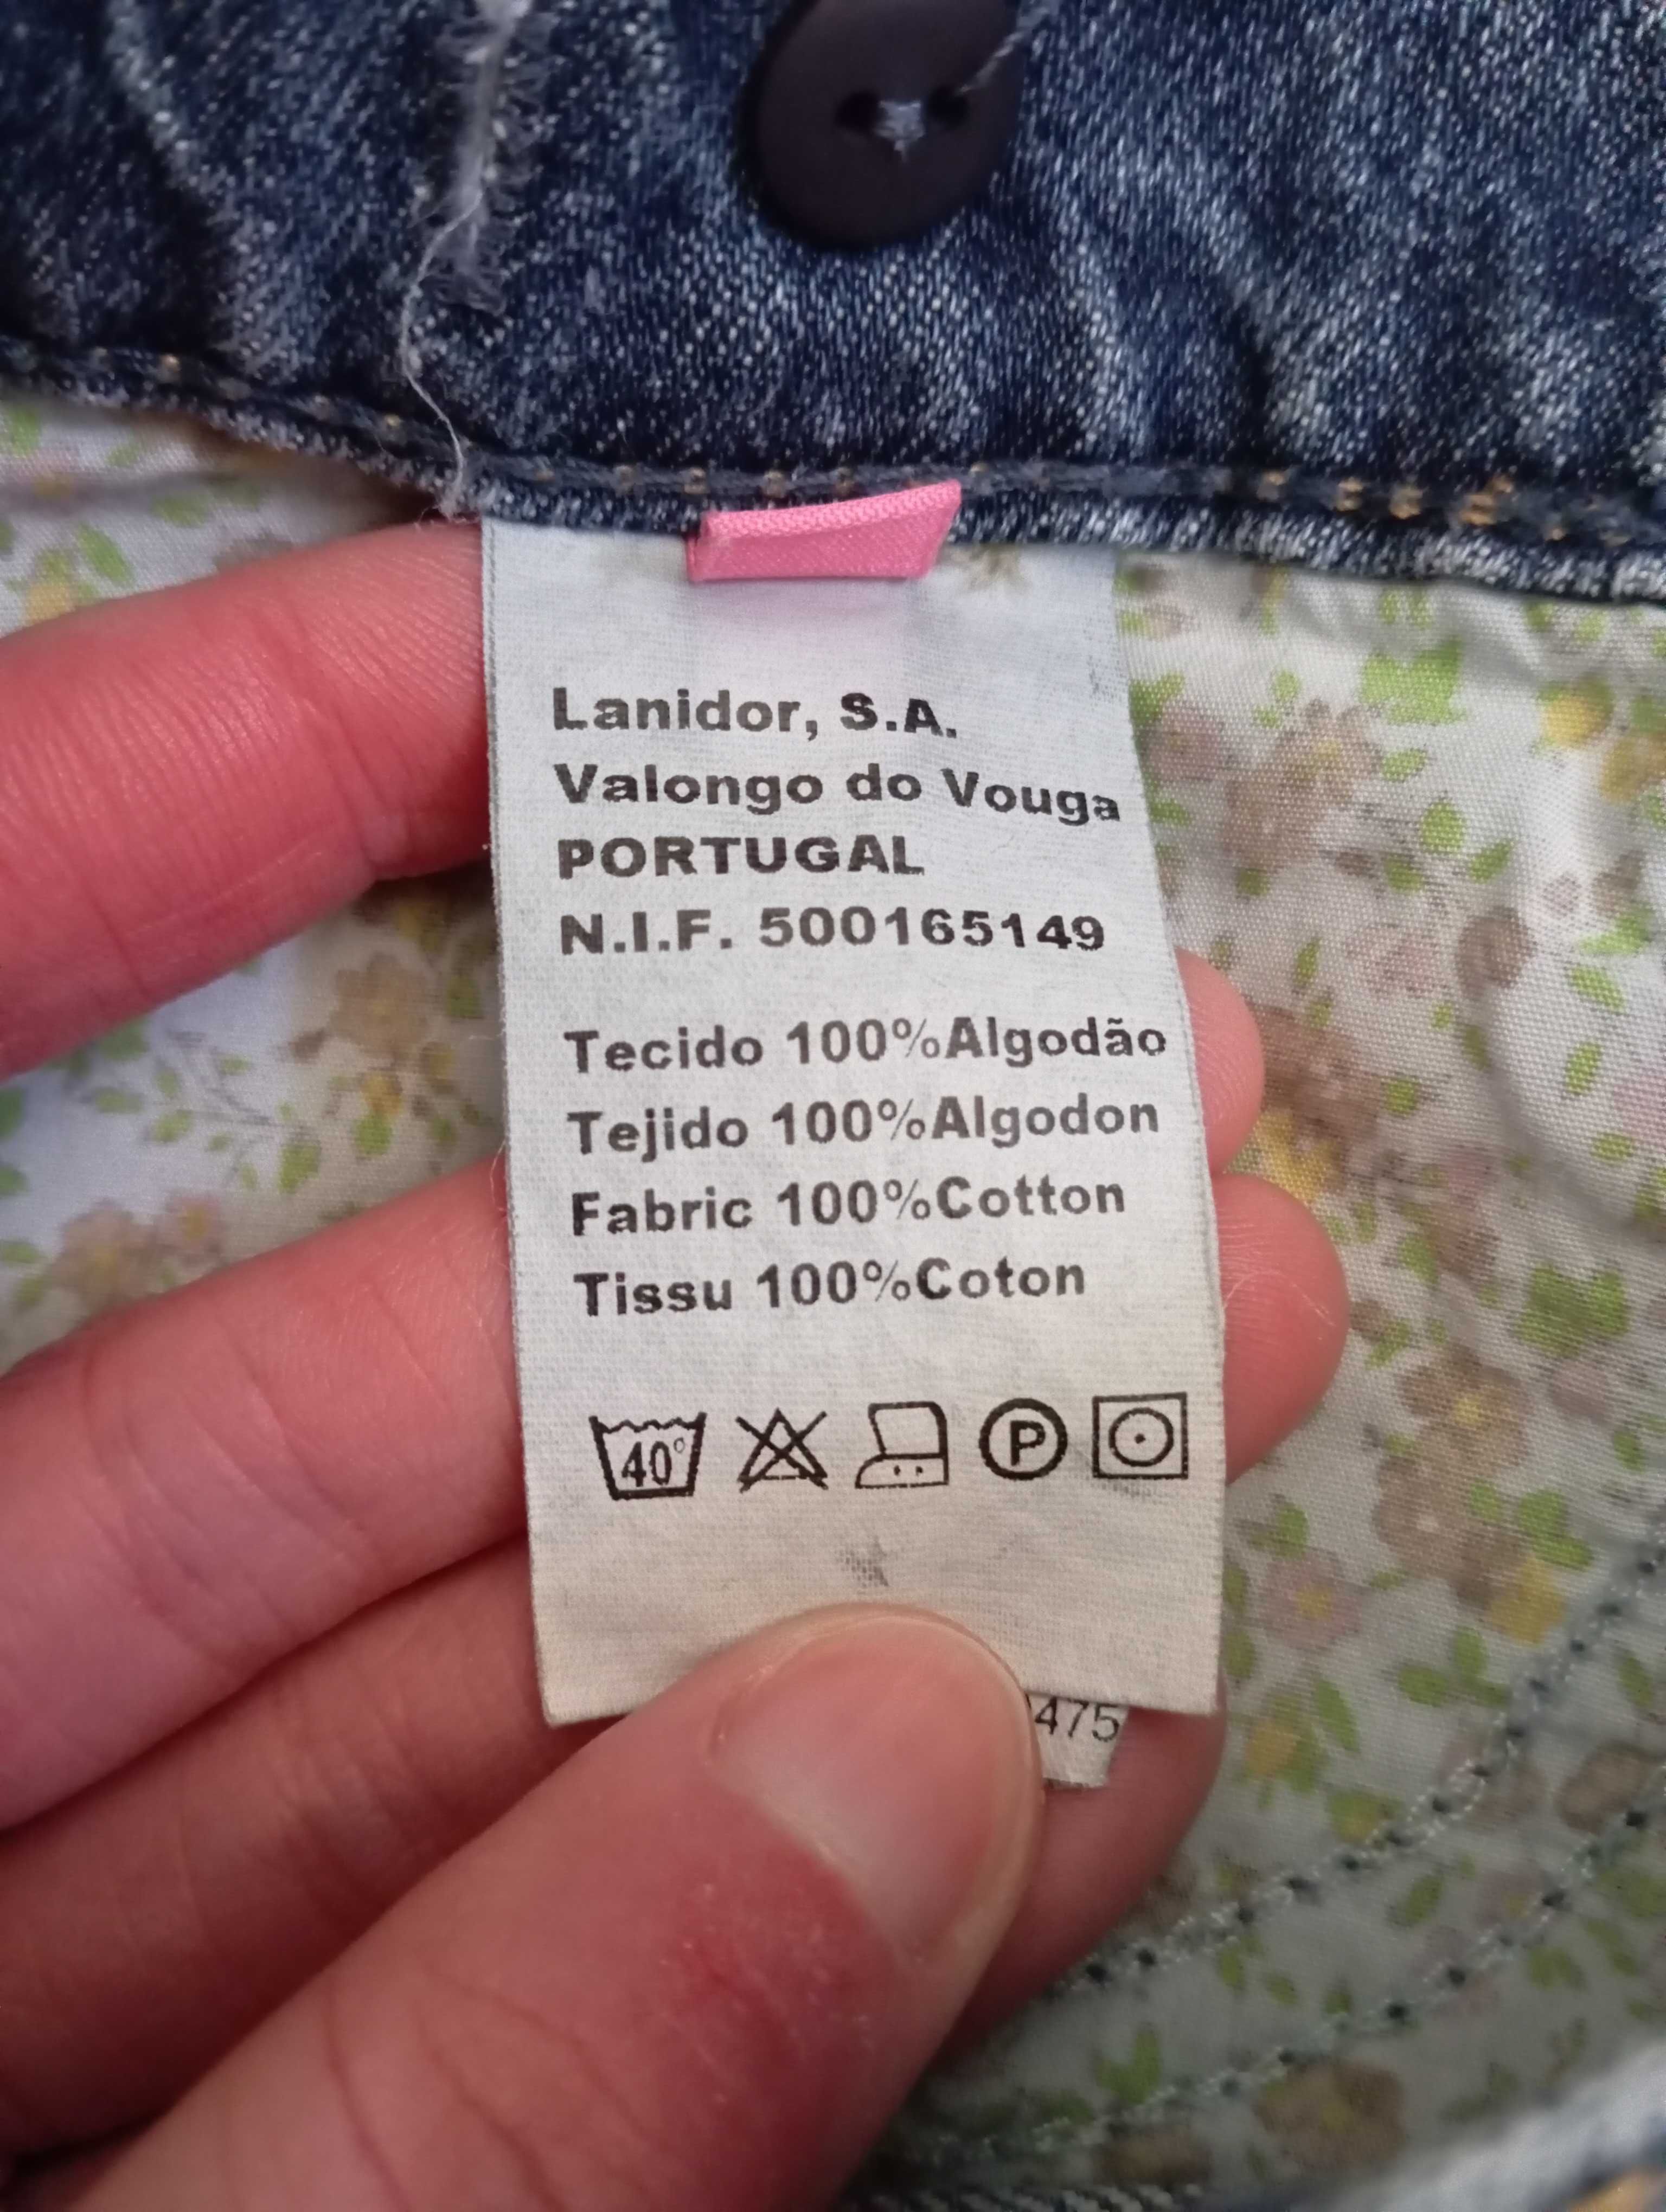 Lanidor, S.A.
Valongo do Vouga
PORTUGAL
N.I.F. 500165149
Tecido 100%Algodão
Tejido 100%Algodon
Fabric 100%Cotton
Tissu 100%Coton
40° P
475